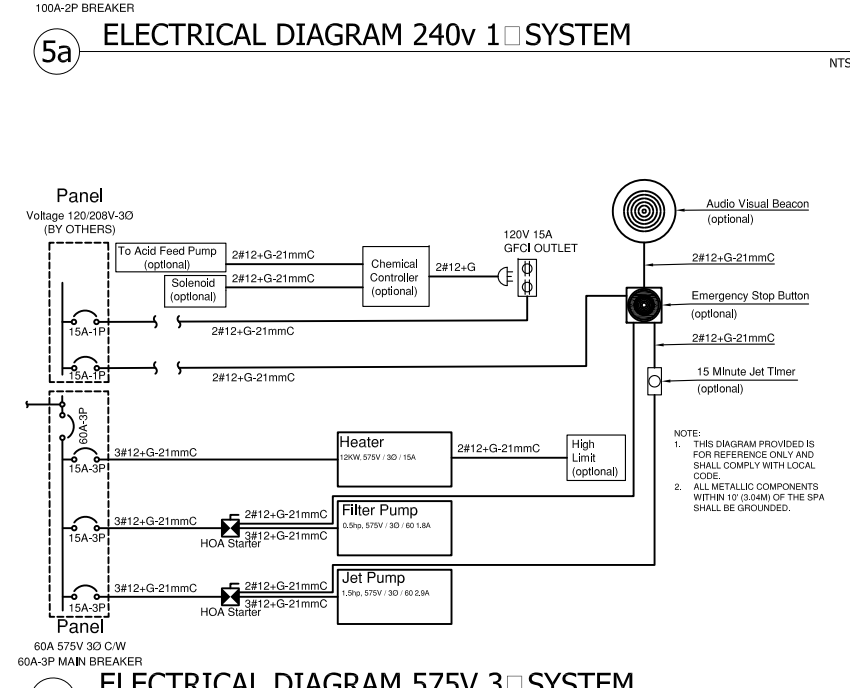 100A-2P BREAKER
5a
ELECTRICAL DIAGRAM 240v 1□ SYSTEM
NTS
Panel
Voltage 120/208V-3Ø
(BY OTHERS)
To Acid Feed Pump
(optional)
2#12+G-21mmC
Solenoid
(optional)
2#12+G-21mmC
Chemical
Controller
(optional)
2#12+G
120V 15A
GFCI OUTLET
Audio Visual Beacon
(optional)
2#12+G-21mmC
Emergency Stop Button
(optional)
2#12+G-21mmC
15 MInute Jet TImer
(optional)
15A-1P
2#12+G-21mmC
15A-1P
2#12+G-21mmC
60A-3P
15A-3P
3#12+G-21mmC
Heater
12KW, 575V / 3Ø / 15A
2#12+G-21mmC
High
Limit
(optional)
NOTE:
1. THIS DIAGRAM PROVIDED IS
FOR REFERENCE ONLY AND
SHALL COMPLY WITH LOCAL
CODE.
2. ALL METALLIC COMPONENTS
WITHIN 10' (3.04M) OF THE SPA
SHALL BE GROUNDED.
15A-3P
3#12+G-21mmC
HOA Starter
2#12+G-21mmC
3#12+G-21mmC
Filter Pump
0.5hp, 575V / 3Ø / 60 1.8A
15A-3P
3#12+G-21mmC
HOA Starter
2#12+G-21mmC
3#12+G-21mmC
Jet Pump
1.5hp, 575V / 3Ø / 60 2.9A
Panel
60A 575V 3Ø C/W
60A-3P MAIN BREAKER
ELECTRICAL DIAGRAM 575V 3□ SYSTEM